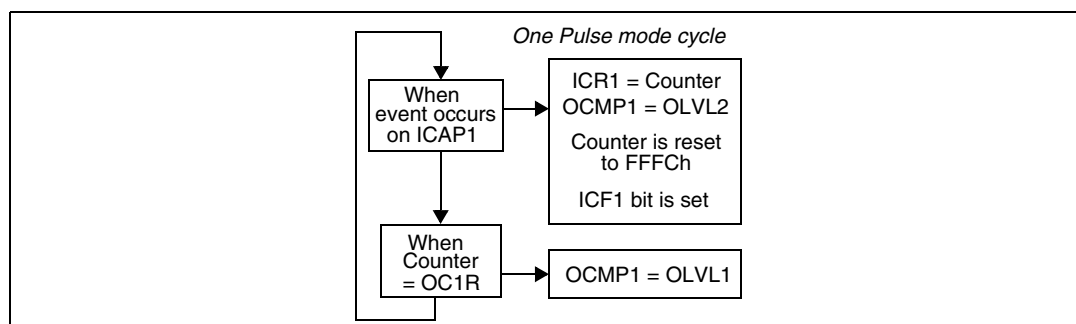 One Pulse mode cycle
When
event occurs
on ICAP1
ICR1 = Counter
OCMP1 = OLVL2
Counter is reset
to FFFCh
ICF1 bit is set
When
Counter
= OC1R
OCMP1 = OLVL1